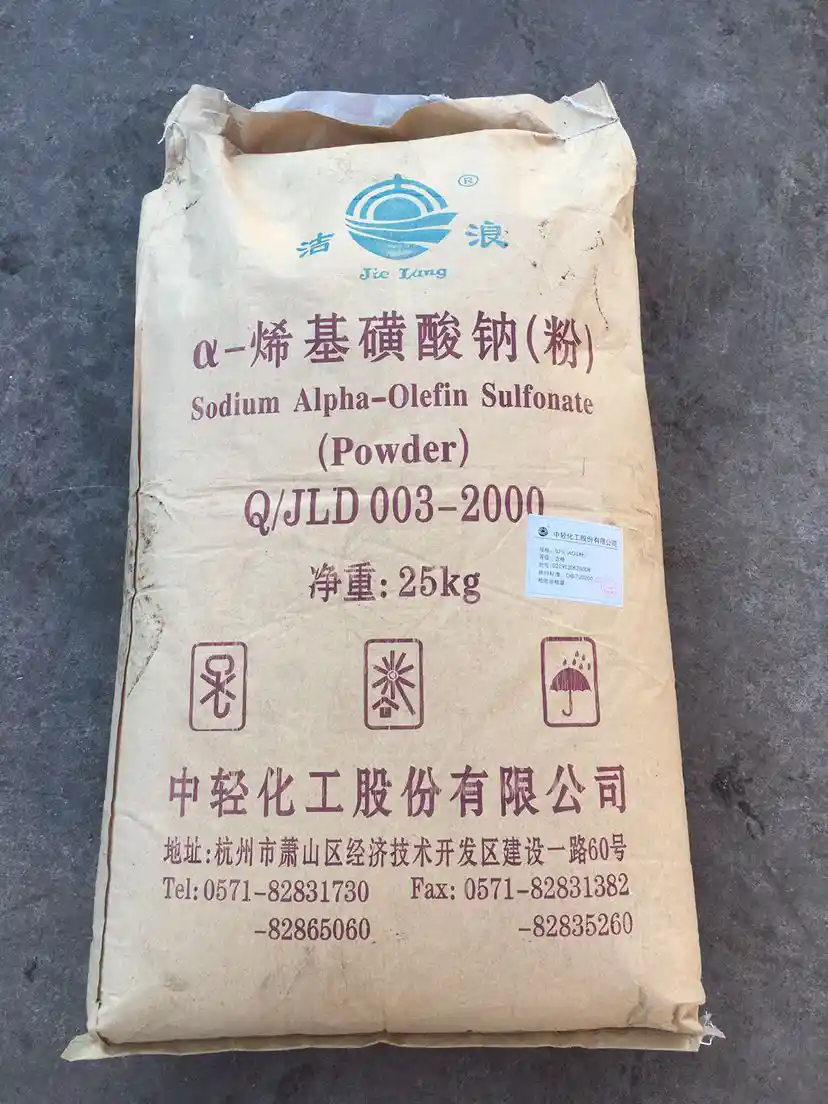 洁 浪
®
Jie Lang
α-烯基磺酸钠(粉)
Sodium Alpha-Olefin Sulfonate
(Powder)
Q/JLD 003-2000
中轻化工股份有限公司
净重: 25kg
中轻化工股份有限公司
地址:杭州市萧山区经济技术开发区建设一路60号
Tel: 0571-82831730 Fax: 0571-82831382
-82865060 -82835260